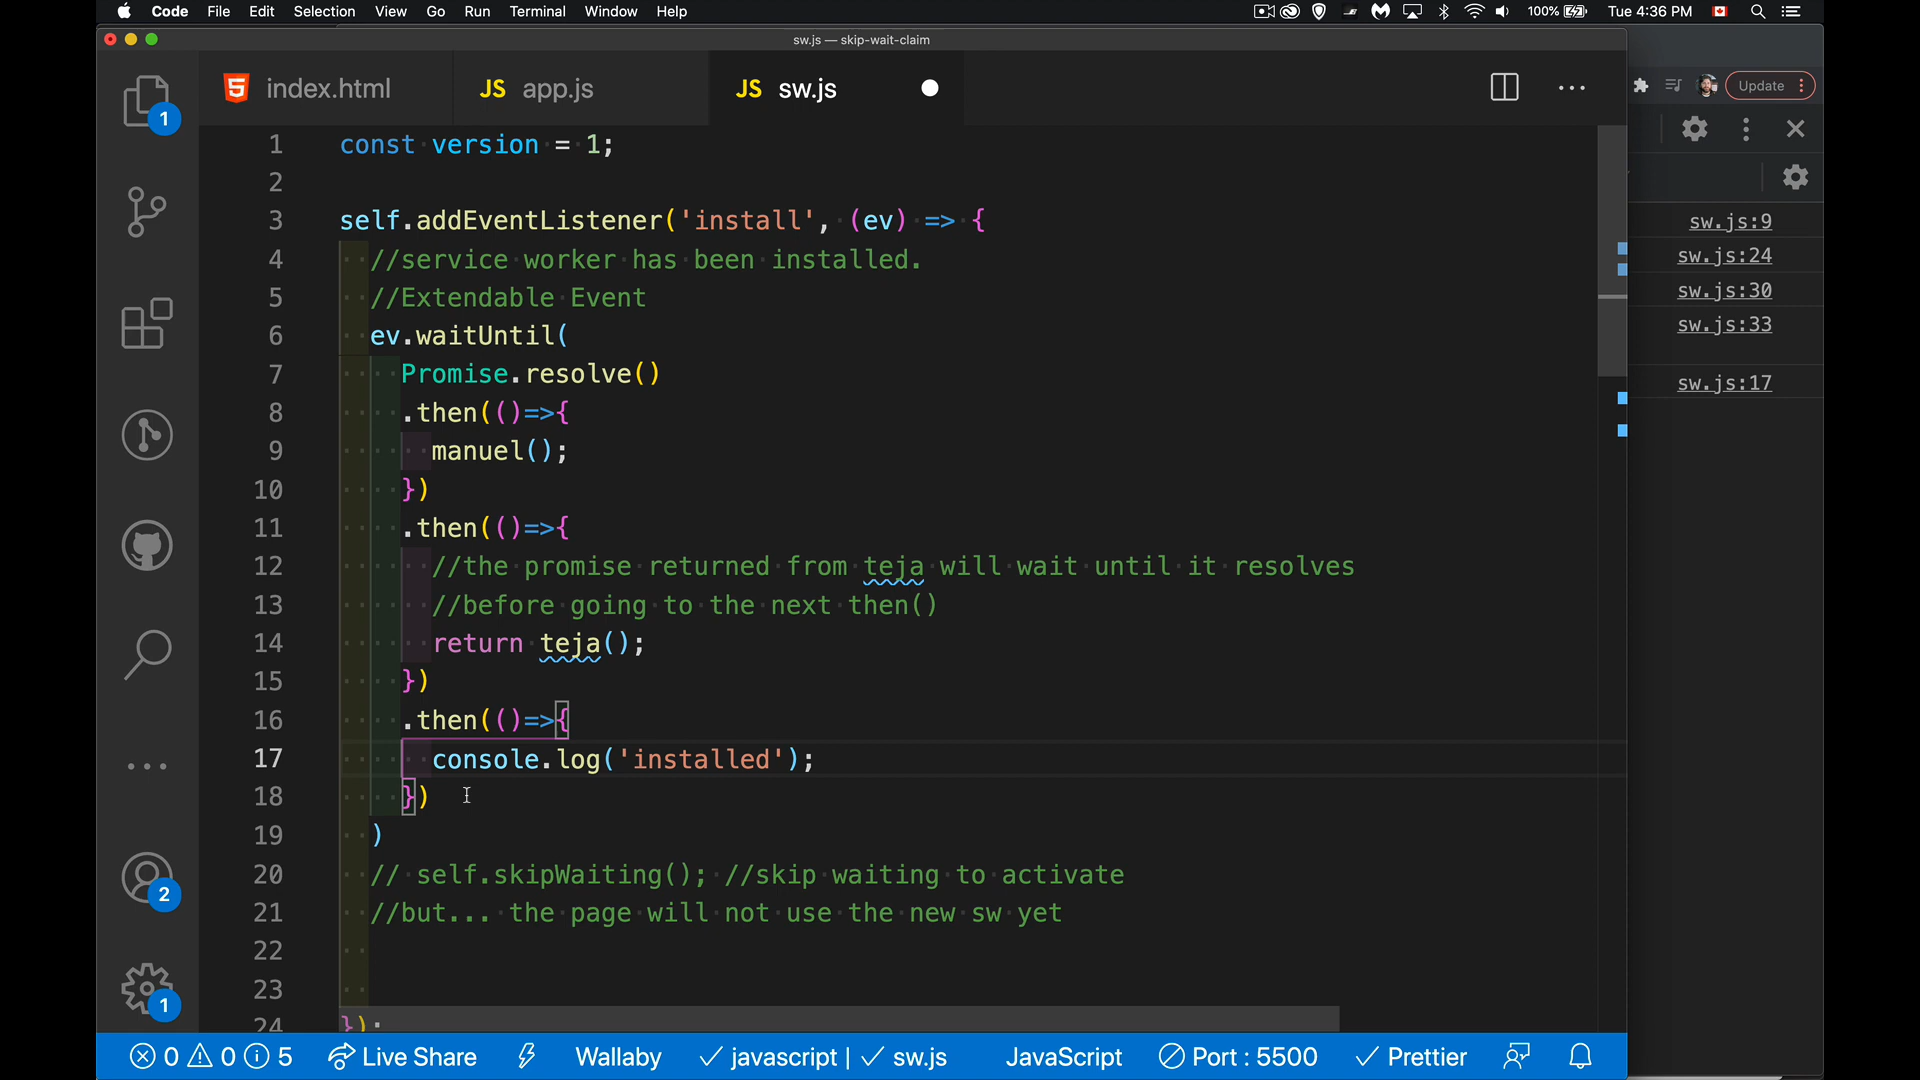 Code File Edit Selection View Go Run Terminal Window Help 100% Tue 4:36 PM
sw.js — skip-wait-claim
index.html JS app.js JS sw.js
Update
1 const version = 1;
2
3 self.addEventListener('install', (ev) => {
4 //service worker has been installed.
5 //Extendable Event
6 ev.waitUntil(
7 Promise.resolve()
8 .then(()=>{
9 manuel();
10 })
11 .then(()=>{
12 //the promise returned from teja will wait until it resolves
13 //before going to the next then()
14 return teja();
15 })
16 .then(()=>{
17 console.log('installed');
18 })
19 )
20 // self.skipWaiting(); //skip waiting to activate
21 //but... the page will not use the new sw yet
22
23
24 });
1
2
1
sw.js:9
sw.js:24
sw.js:30
sw.js:33
sw.js:17
0 0 5 Live Share Wallaby javascript | sw.js JavaScript Port : 5500 Prettier